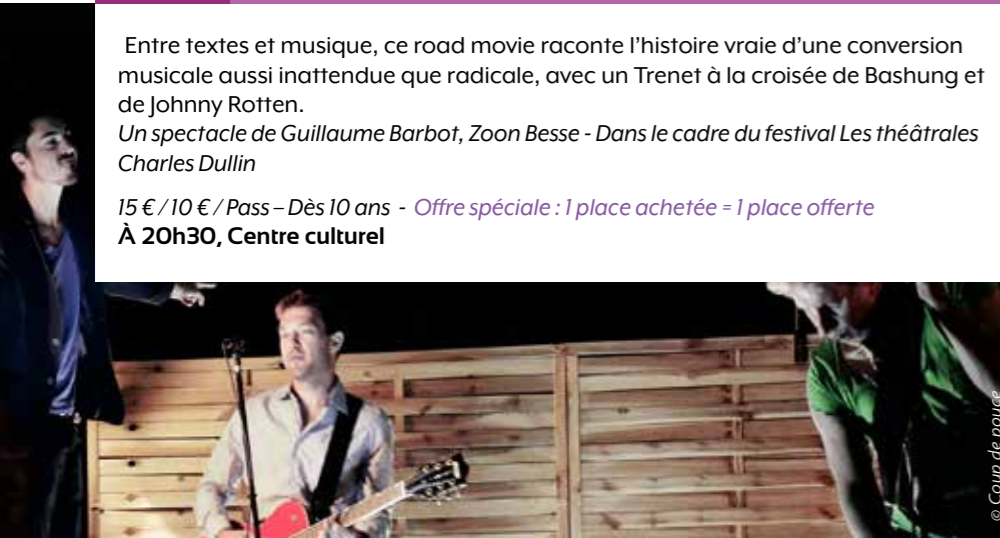 Entre textes et musique, ce road movie raconte l'histoire vraie d'une conversion
musicale aussi inattendue que radicale, avec un Trenet à la croisée de Bashung et
de Johnny Rotten.
Un spectacle de Guillaume Barbot, Zoon Besse - Dans le cadre du festival Les théâtrales
Charles Dullin
15 € / 10 € / Pass – Dès 10 ans - Offre spéciale : 1 place achetée = 1 place offerte
À 20h30, Centre culturel
© Coup de pouce